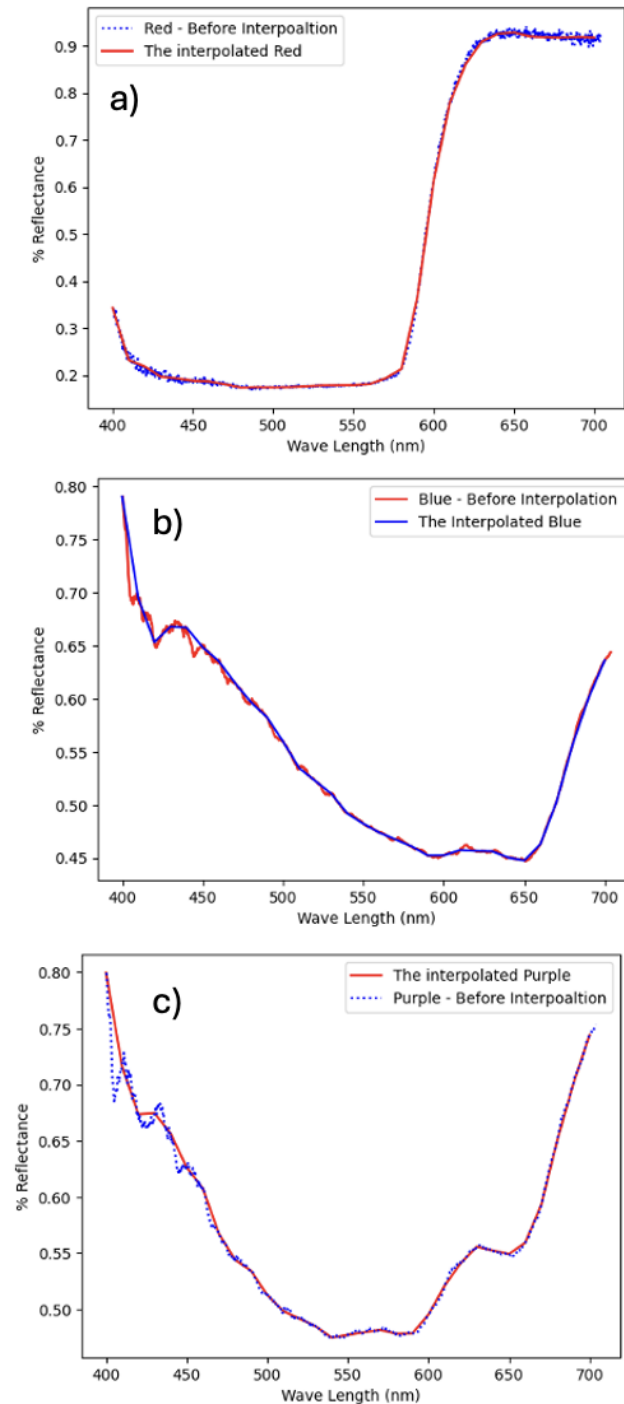 Red - Before Interpoaltion
The interpolated Red
a)
0.9
0.8
0.7
0.6
0.5
0.4
0.3
0.2
% Reflectance
400 450 500 550 600 650 700
Wave Length (nm)
Blue - Before Interpolation
The Interpolated Blue
b)
0.80
0.75
0.70
0.65
0.60
0.55
0.50
0.45
% Reflectance
400 450 500 550 600 650 700
Wave Length (nm)
The interpolated Purple
Purple - Before Interpoaltion
c)
0.80
0.75
0.70
0.65
0.60
0.55
0.50
% Reflectance
400 450 500 550 600 650 700
Wave Length (nm)